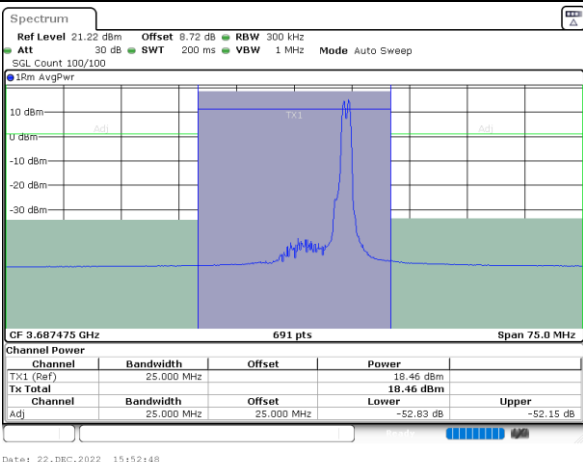 Spectrum
Ref Level 21.22 dBm Offset 8.72 dB RBW 300 kHz
Att 30 dB SWT 200 ms VBW 1 MHz Mode Auto Sweep
SGL Count 100/100
1Rm AvgPwr
TX1
10 dBm
Adj Adj
0 dBm
-10 dBm
-20 dBm
-30 dBm
CF 3.687475 GHz 691 pts Span 75.0 MHz
Channel Power
Channel Bandwidth Offset Power
TX1 (Ref) 25.000 MHz 18.46 dBm
Tx Total 18.46 dBm
Channel Bandwidth Offset Lower Upper
Adj 25.000 MHz 25.000 MHz -52.83 dB -52.15 dB
Date: 22.DEC.2022 15:52:48